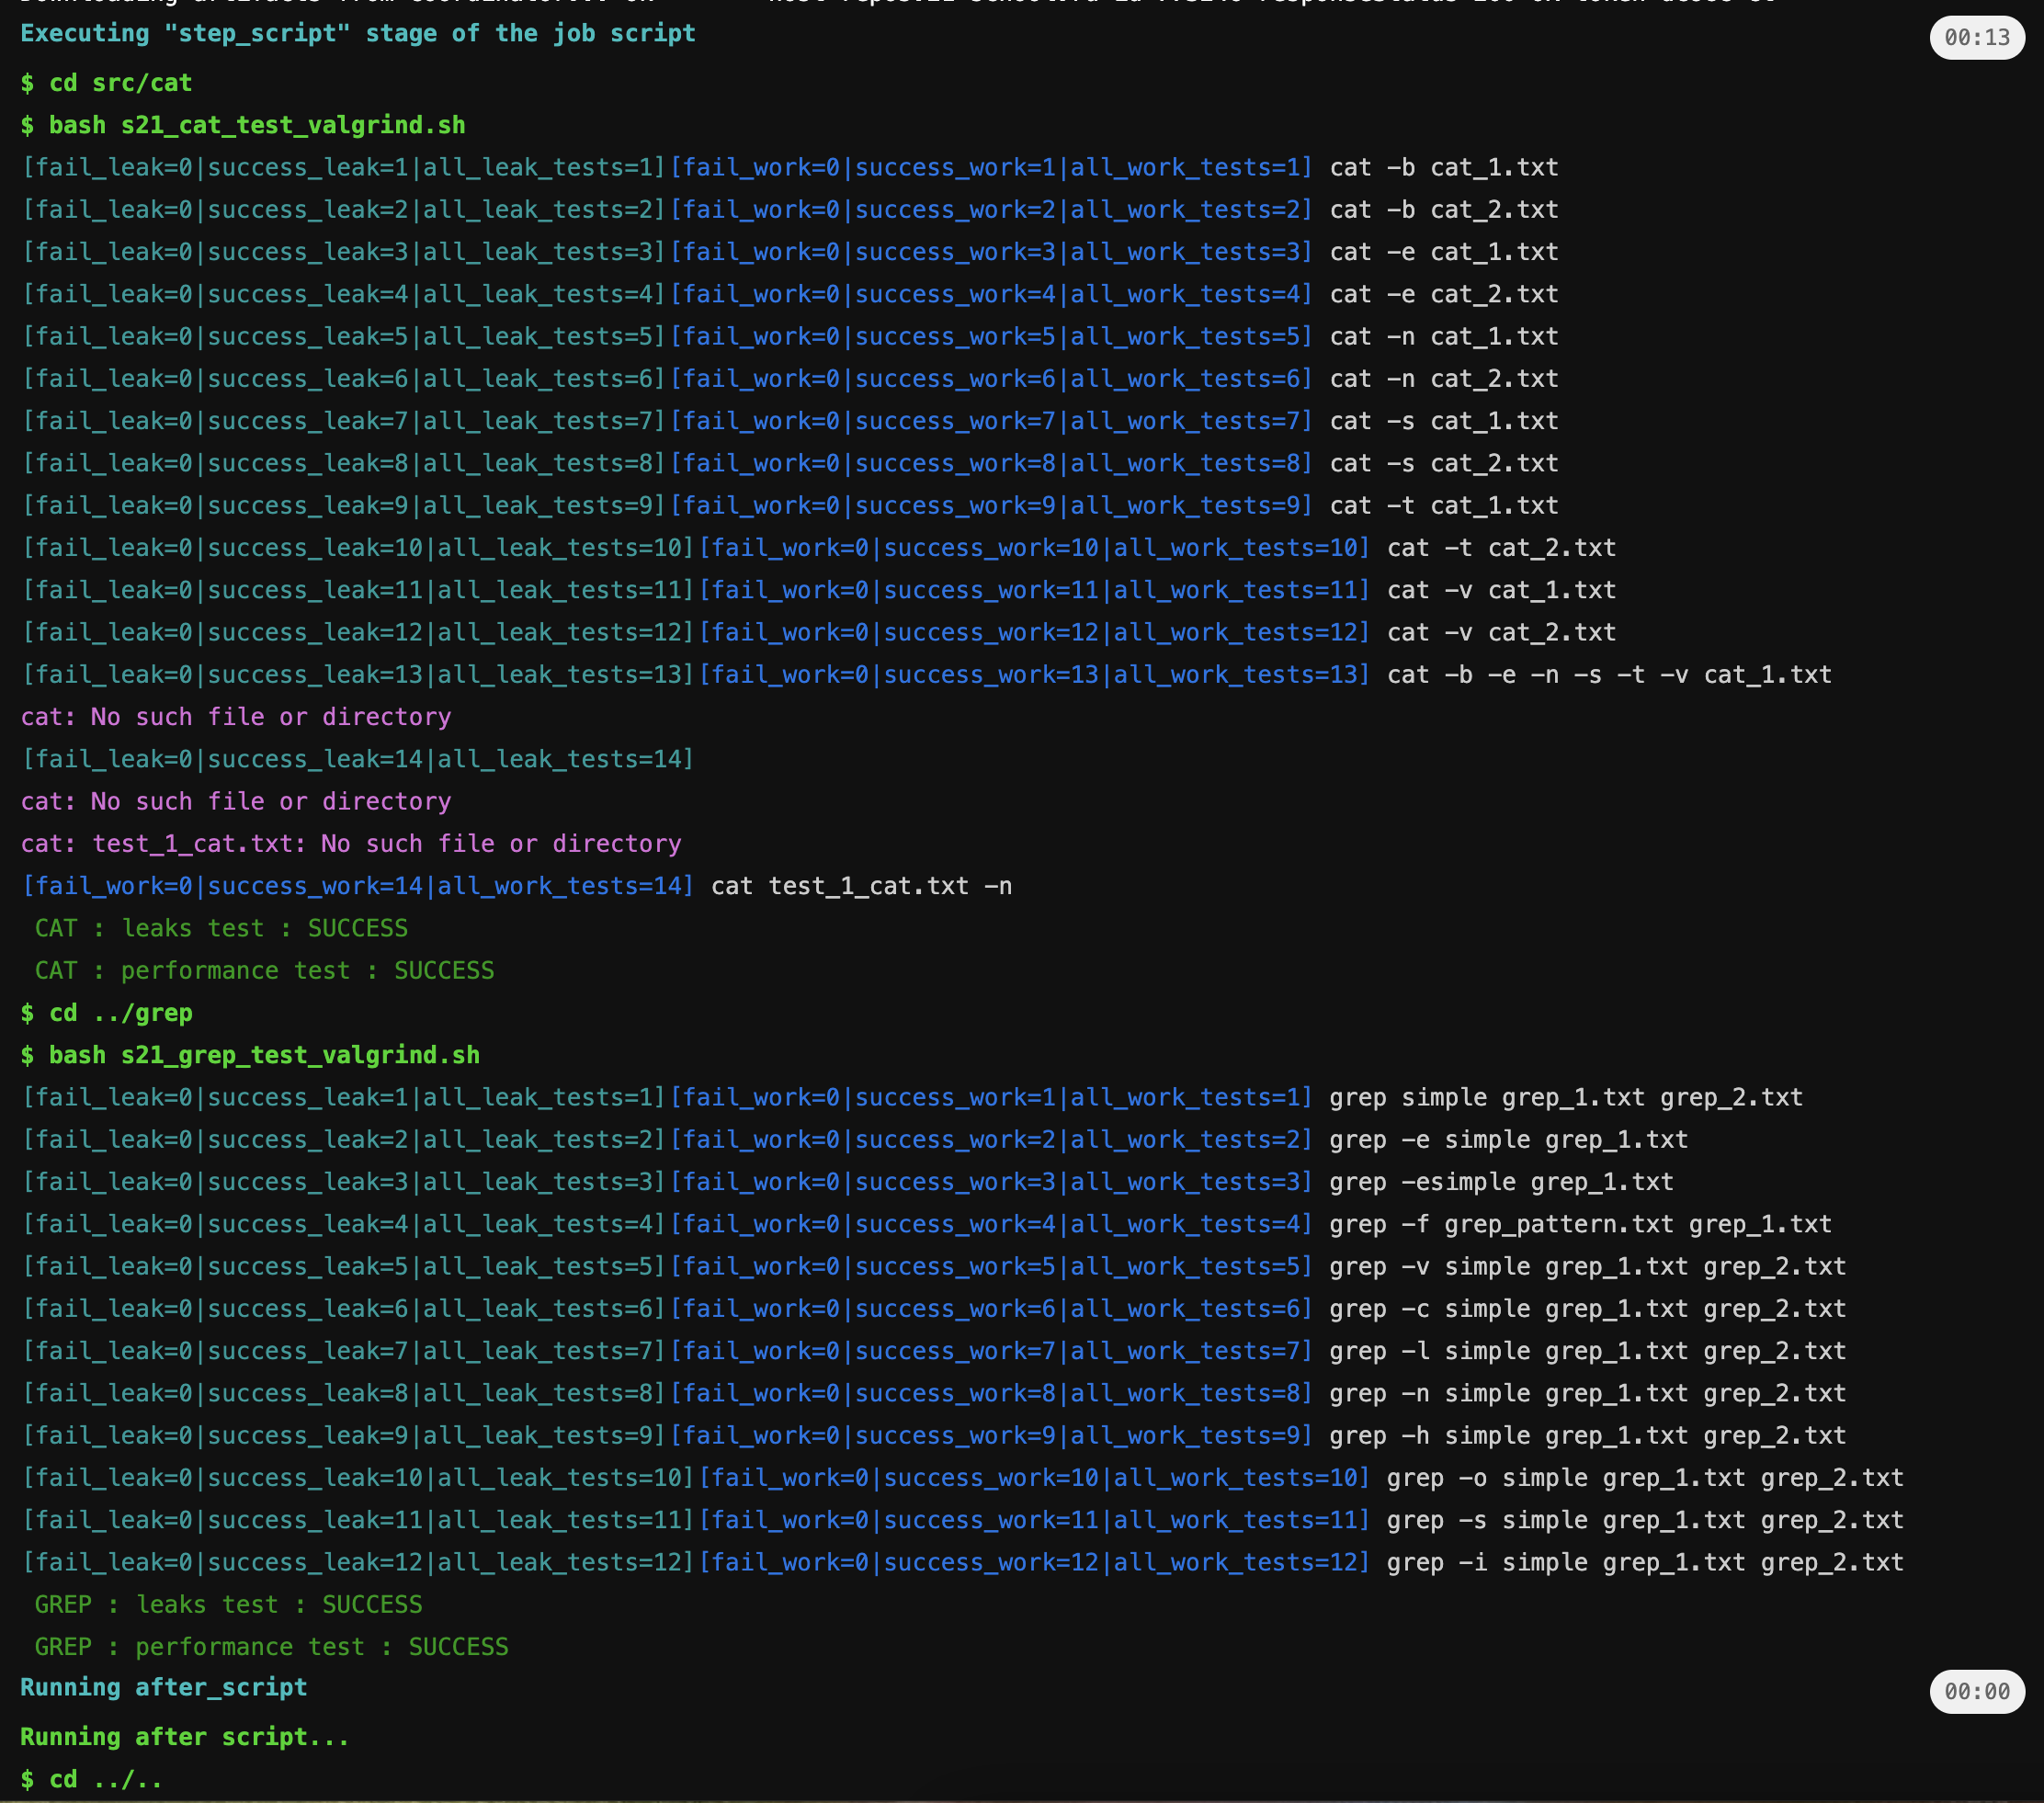 Executing "step_script" stage of the job script
00:13
$ cd src/cat
$ bash s21_cat_test_valgrind.sh
[fail_leak=0|success_leak=1|all_leak_tests=1][fail_work=0|success_work=1|all_work_tests=1] cat -b cat_1.txt
[fail_leak=0|success_leak=2|all_leak_tests=2][fail_work=0|success_work=2|all_work_tests=2] cat -b cat_2.txt
[fail_leak=0|success_leak=3|all_leak_tests=3][fail_work=0|success_work=3|all_work_tests=3] cat -e cat_1.txt
[fail_leak=0|success_leak=4|all_leak_tests=4][fail_work=0|success_work=4|all_work_tests=4] cat -e cat_2.txt
[fail_leak=0|success_leak=5|all_leak_tests=5][fail_work=0|success_work=5|all_work_tests=5] cat -n cat_1.txt
[fail_leak=0|success_leak=6|all_leak_tests=6][fail_work=0|success_work=6|all_work_tests=6] cat -n cat_2.txt
[fail_leak=0|success_leak=7|all_leak_tests=7][fail_work=0|success_work=7|all_work_tests=7] cat -s cat_1.txt
[fail_leak=0|success_leak=8|all_leak_tests=8][fail_work=0|success_work=8|all_work_tests=8] cat -s cat_2.txt
[fail_leak=0|success_leak=9|all_leak_tests=9][fail_work=0|success_work=9|all_work_tests=9] cat -t cat_1.txt
[fail_leak=0|success_leak=10|all_leak_tests=10][fail_work=0|success_work=10|all_work_tests=10] cat -t cat_2.txt
[fail_leak=0|success_leak=11|all_leak_tests=11][fail_work=0|success_work=11|all_work_tests=11] cat -v cat_1.txt
[fail_leak=0|success_leak=12|all_leak_tests=12][fail_work=0|success_work=12|all_work_tests=12] cat -v cat_2.txt
[fail_leak=0|success_leak=13|all_leak_tests=13][fail_work=0|success_work=13|all_work_tests=13] cat -b -e -n -s -t -v cat_1.txt
cat: No such file or directory
[fail_leak=0|success_leak=14|all_leak_tests=14]
cat: No such file or directory
cat: test_1_cat.txt: No such file or directory
[fail_work=0|success_work=14|all_work_tests=14] cat test_1_cat.txt -n
CAT : leaks test : SUCCESS
CAT : performance test : SUCCESS
$ cd ../grep
$ bash s21_grep_test_valgrind.sh
[fail_leak=0|success_leak=1|all_leak_tests=1][fail_work=0|success_work=1|all_work_tests=1] grep simple grep_1.txt grep_2.txt
[fail_leak=0|success_leak=2|all_leak_tests=2][fail_work=0|success_work=2|all_work_tests=2] grep -e simple grep_1.txt
[fail_leak=0|success_leak=3|all_leak_tests=3][fail_work=0|success_work=3|all_work_tests=3] grep -esimple grep_1.txt
[fail_leak=0|success_leak=4|all_leak_tests=4][fail_work=0|success_work=4|all_work_tests=4] grep -f grep_pattern.txt grep_1.txt
[fail_leak=0|success_leak=5|all_leak_tests=5][fail_work=0|success_work=5|all_work_tests=5] grep -v simple grep_1.txt grep_2.txt
[fail_leak=0|success_leak=6|all_leak_tests=6][fail_work=0|success_work=6|all_work_tests=6] grep -c simple grep_1.txt grep_2.txt
[fail_leak=0|success_leak=7|all_leak_tests=7][fail_work=0|success_work=7|all_work_tests=7] grep -l simple grep_1.txt grep_2.txt
[fail_leak=0|success_leak=8|all_leak_tests=8][fail_work=0|success_work=8|all_work_tests=8] grep -n simple grep_1.txt grep_2.txt
[fail_leak=0|success_leak=9|all_leak_tests=9][fail_work=0|success_work=9|all_work_tests=9] grep -h simple grep_1.txt grep_2.txt
[fail_leak=0|success_leak=10|all_leak_tests=10][fail_work=0|success_work=10|all_work_tests=10] grep -o simple grep_1.txt grep_2.txt
[fail_leak=0|success_leak=11|all_leak_tests=11][fail_work=0|success_work=11|all_work_tests=11] grep -s simple grep_1.txt grep_2.txt
[fail_leak=0|success_leak=12|all_leak_tests=12][fail_work=0|success_work=12|all_work_tests=12] grep -i simple grep_1.txt grep_2.txt
GREP : leaks test : SUCCESS
GREP : performance test : SUCCESS
Running after_script
00:00
Running after script...
$ cd ../..